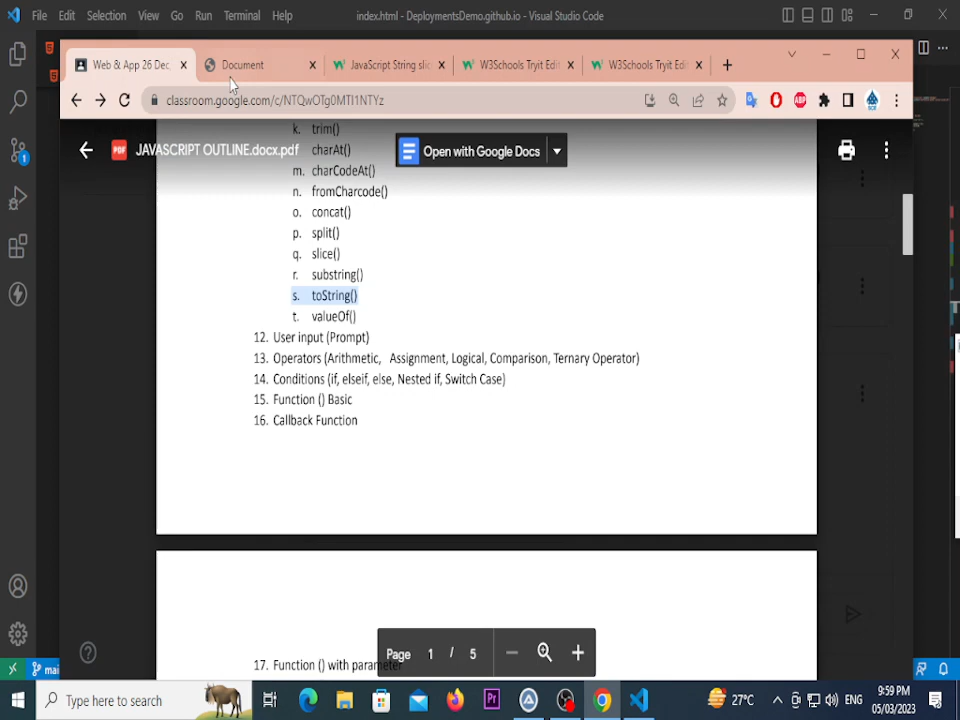 File Edit Selection View Go Run Terminal Help index.html - DeploymentsDemo.github.io - Visual Studio Code
Web & App 26 Dec, Document JavaScript String slic W3Schools Tryit Edit W3Schools Tryit Edit
classroom.google.com/c/NTQwOTg0MTI1NTYz
k. trim()
PDF JAVASCRIPT OUTLINE.docx.pdf charAt() Open with Google Docs
m. charCodeAt()
n. fromCharcode()
o. concat()
p. split()
q. slice()
r. substring()
s. toString()
t. valueOf()
12. User input (Prompt)
13. Operators (Arithmetic, Assignment, Logical, Comparison, Ternary Operator)
14. Conditions (if, elseif, else, Nested if, Switch Case)
15. Function () Basic
16. Callback Function
Page 1 / 5
17. Function () with parameter
main
Type here to search
27°C ENG 9:59 PM
05/03/2023